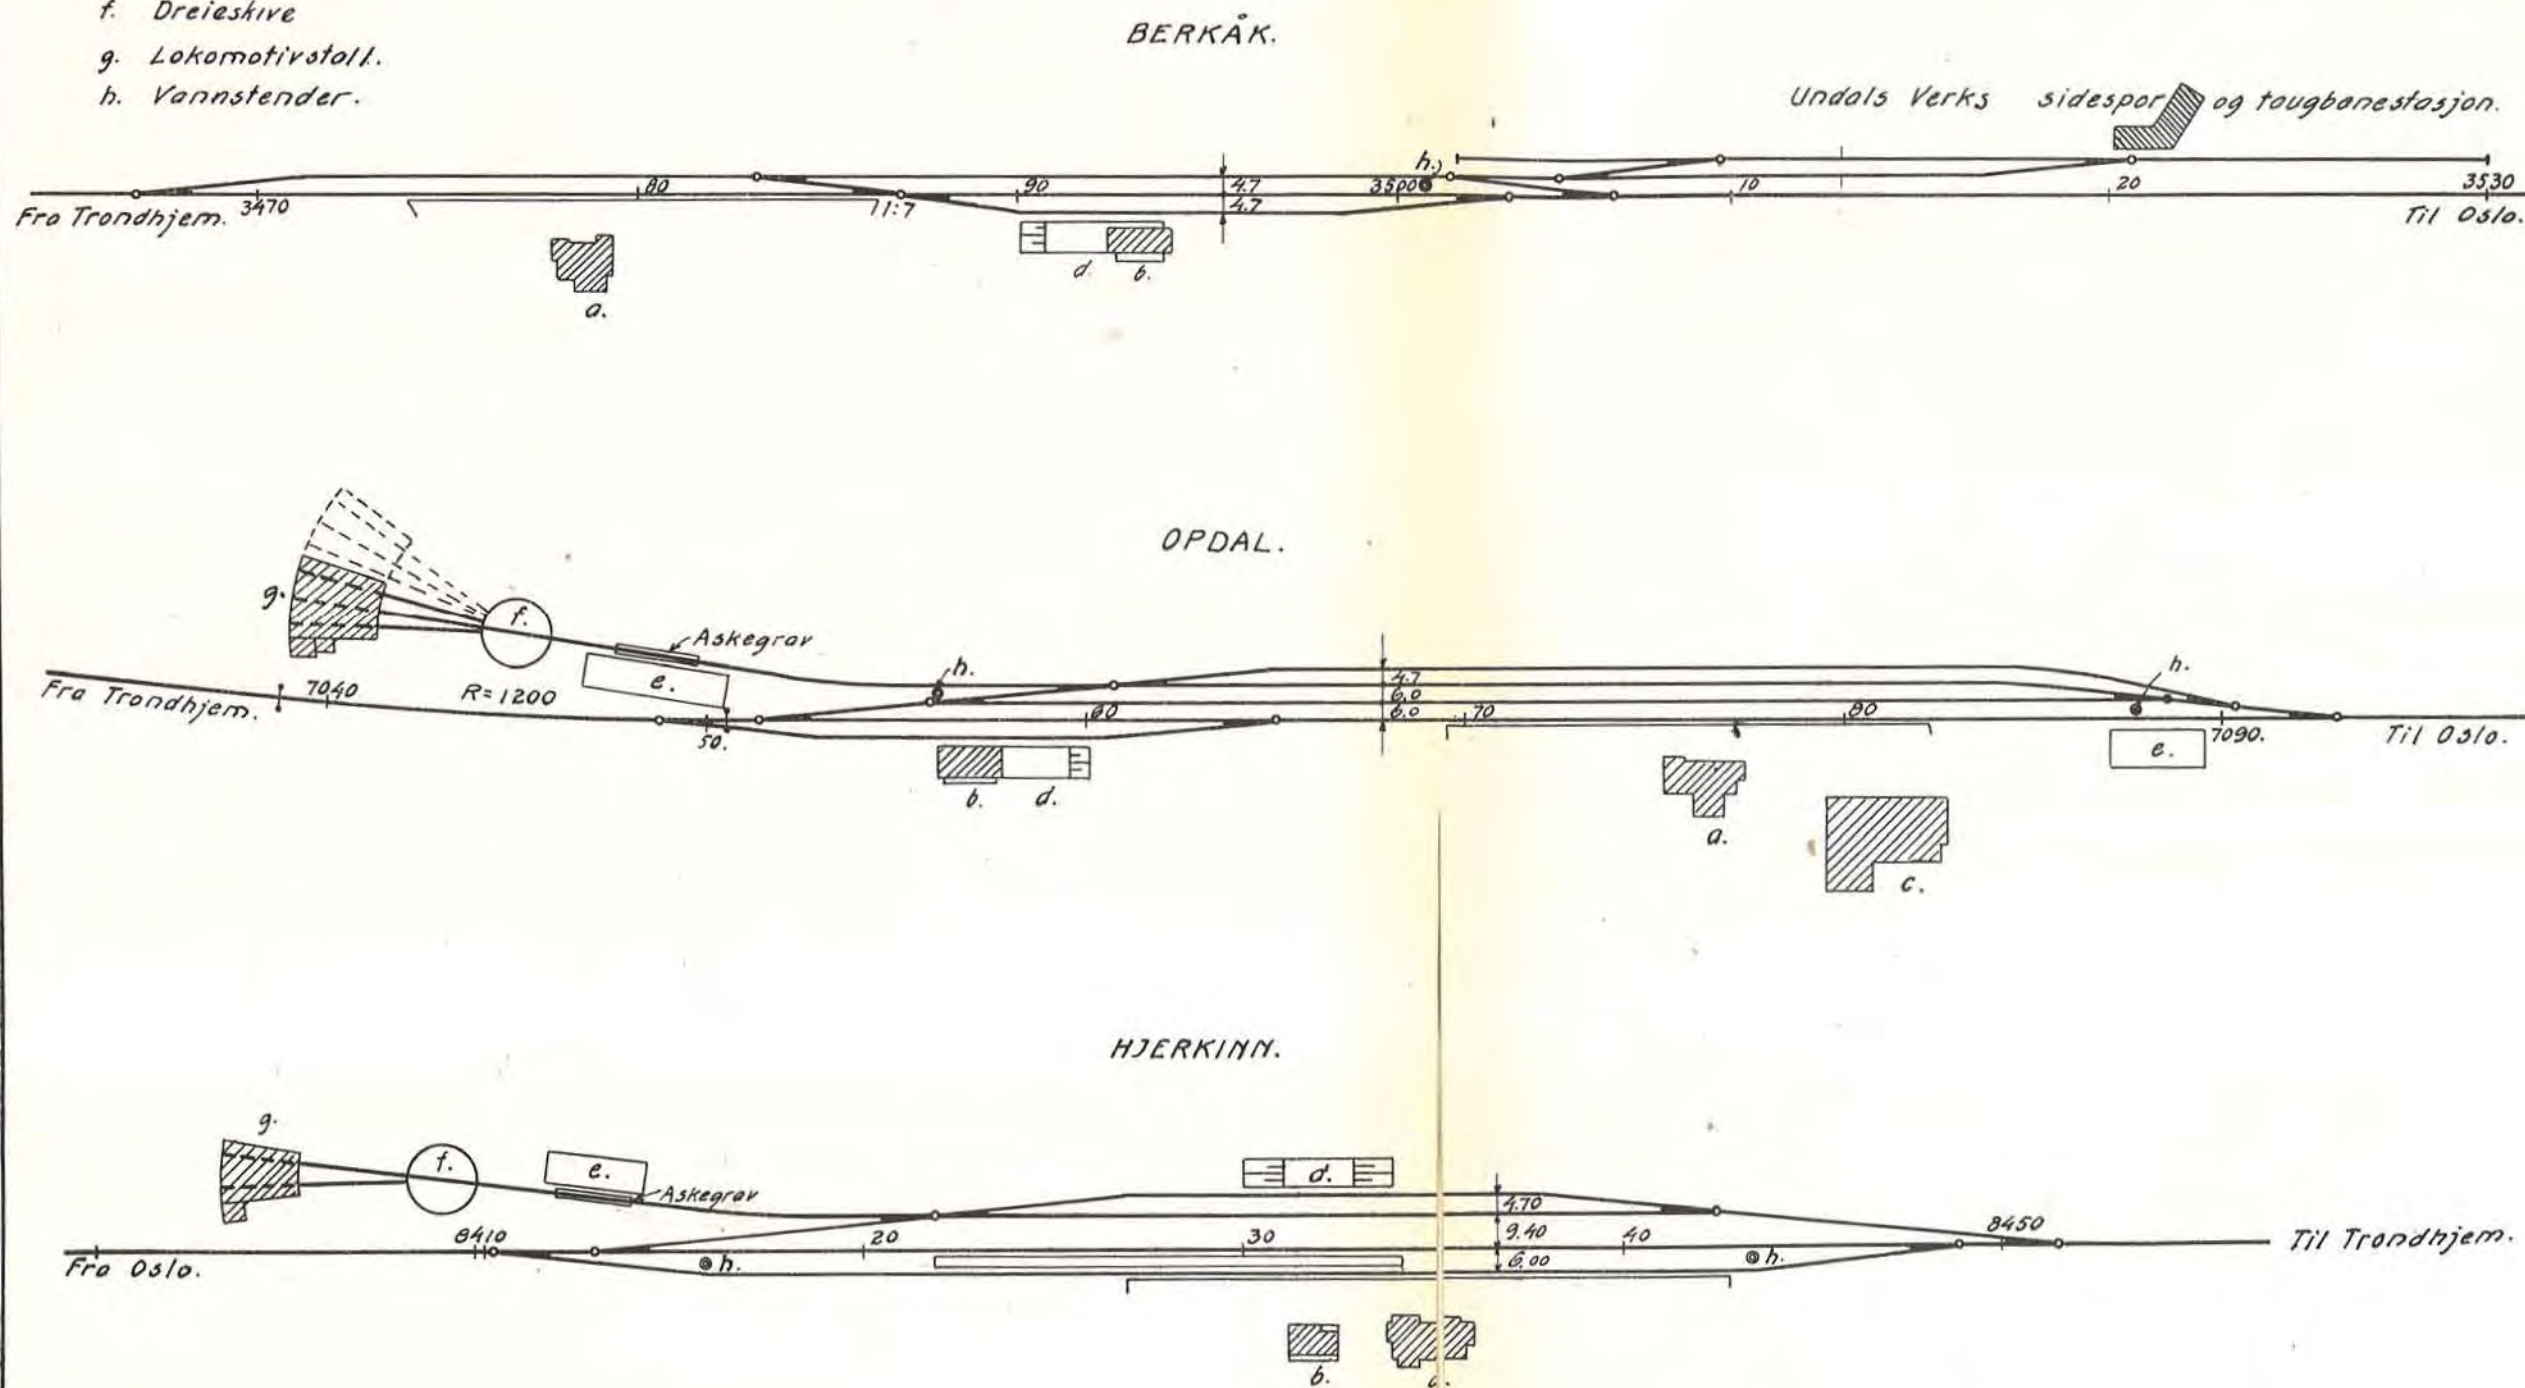 f. Dreieskive
g. Lokomotivstall.
h. Vannstender.
BERKÅK.
Undals Verks sidespor og taugbanestasjon.
h.
80
90
4.7
3500
10
20
3530
Fra Trondhjem.
3470
11:7
4.7
Til Oslo.
d.
b.
a.
OPDAL.
g.
f.
Askegrav
h.
h.
e.
4.7
Fra Trondhjem.
7040
R=1200
6.0
60
6.0
70
80
50.
7090.
Til Oslo.
e.
b.
d.
a.
c.
HJERKINN.
g.
f.
e.
d.
Askegrav
4.70
8410
20
30
9.40
40
8450
Til Trondhjem.
Fra Oslo.
h.
6.00
h.
b.
a.